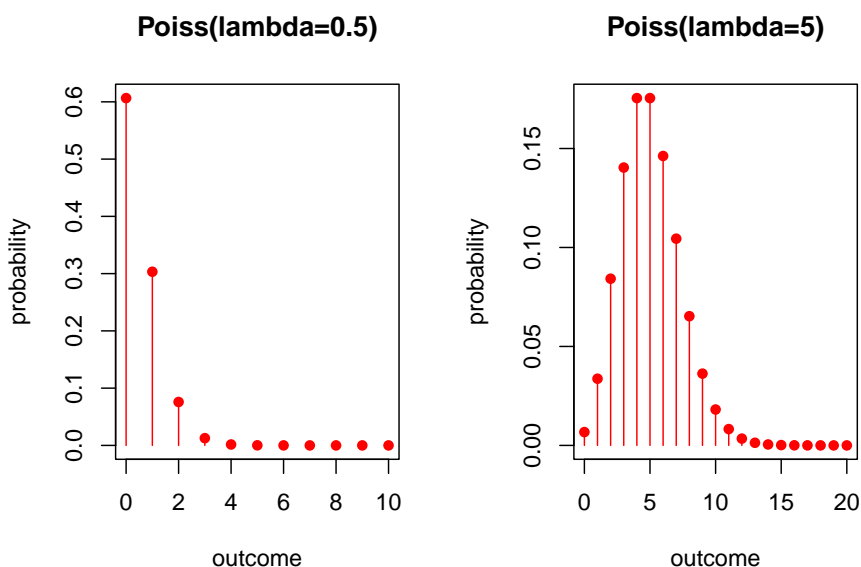 Poiss(lambda=0.5)
probability
0.0 0.1 0.2 0.3 0.4 0.5 0.6
0 2 4 6 8 10
outcome
Poiss(lambda=5)
probability
0.00 0.05 0.10 0.15
0 5 10 15 20
outcome